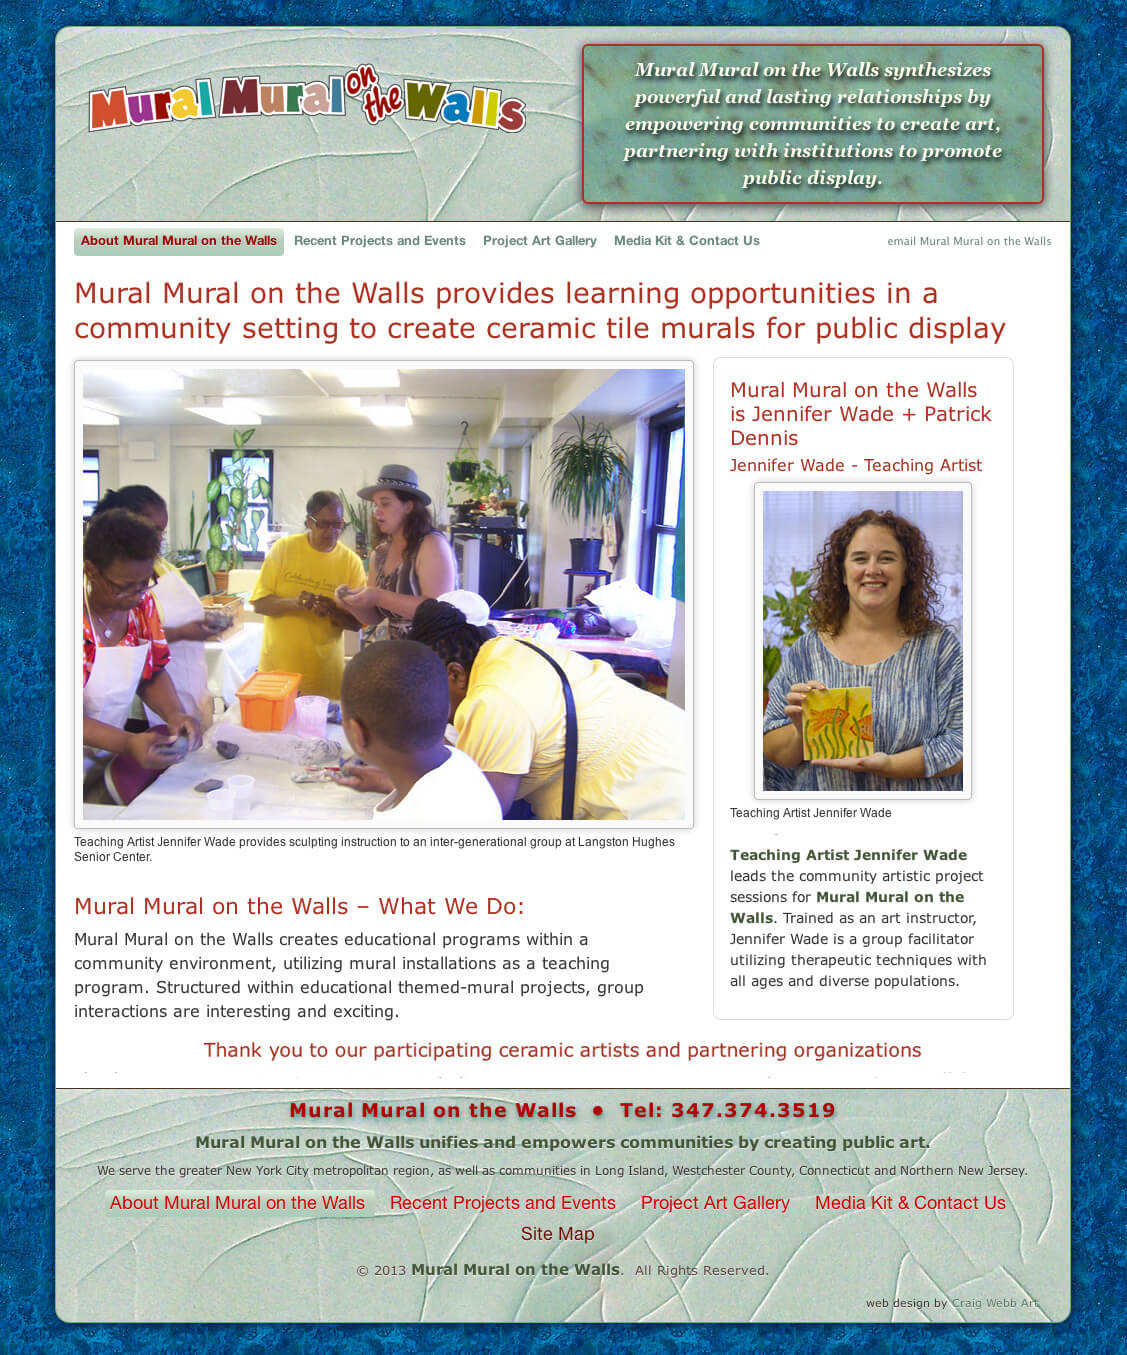 Mural Mural on the Walls
Mural Mural on the Walls synthesizes
powerful and lasting relationships by
empowering communities to create art,
partnering with institutions to promote
public display.
About Mural Mural on the Walls Recent Projects and Events Project Art Gallery Media Kit & Contact Us email Mural Mural on the Walls
Mural Mural on the Walls provides learning opportunities in a
community setting to create ceramic tile murals for public display
Teaching Artist Jennifer Wade provides sculpting instruction to an inter-generational group at Langston Hughes
Senior Center.
Mural Mural on the Walls – What We Do:
Mural Mural on the Walls creates educational programs within a
community environment, utilizing mural installations as a teaching
program. Structured within educational themed-mural projects, group
interactions are interesting and exciting.
Mural Mural on the Walls
is Jennifer Wade + Patrick
Dennis
Jennifer Wade - Teaching Artist
Teaching Artist Jennifer Wade
Teaching Artist Jennifer Wade
leads the community artistic project
sessions for Mural Mural on the
Walls. Trained as an art instructor,
Jennifer Wade is a group facilitator
utilizing therapeutic techniques with
all ages and diverse populations.
Thank you to our participating ceramic artists and partnering organizations
Mural Mural on the Walls • Tel: 347.374.3519
Mural Mural on the Walls unifies and empowers communities by creating public art.
We serve the greater New York City metropolitan region, as well as communities in Long Island, Westchester County, Connecticut and Northern New Jersey.
About Mural Mural on the Walls Recent Projects and Events Project Art Gallery Media Kit & Contact Us
Site Map
© 2013 Mural Mural on the Walls. All Rights Reserved.
web design by Craig Webb Art